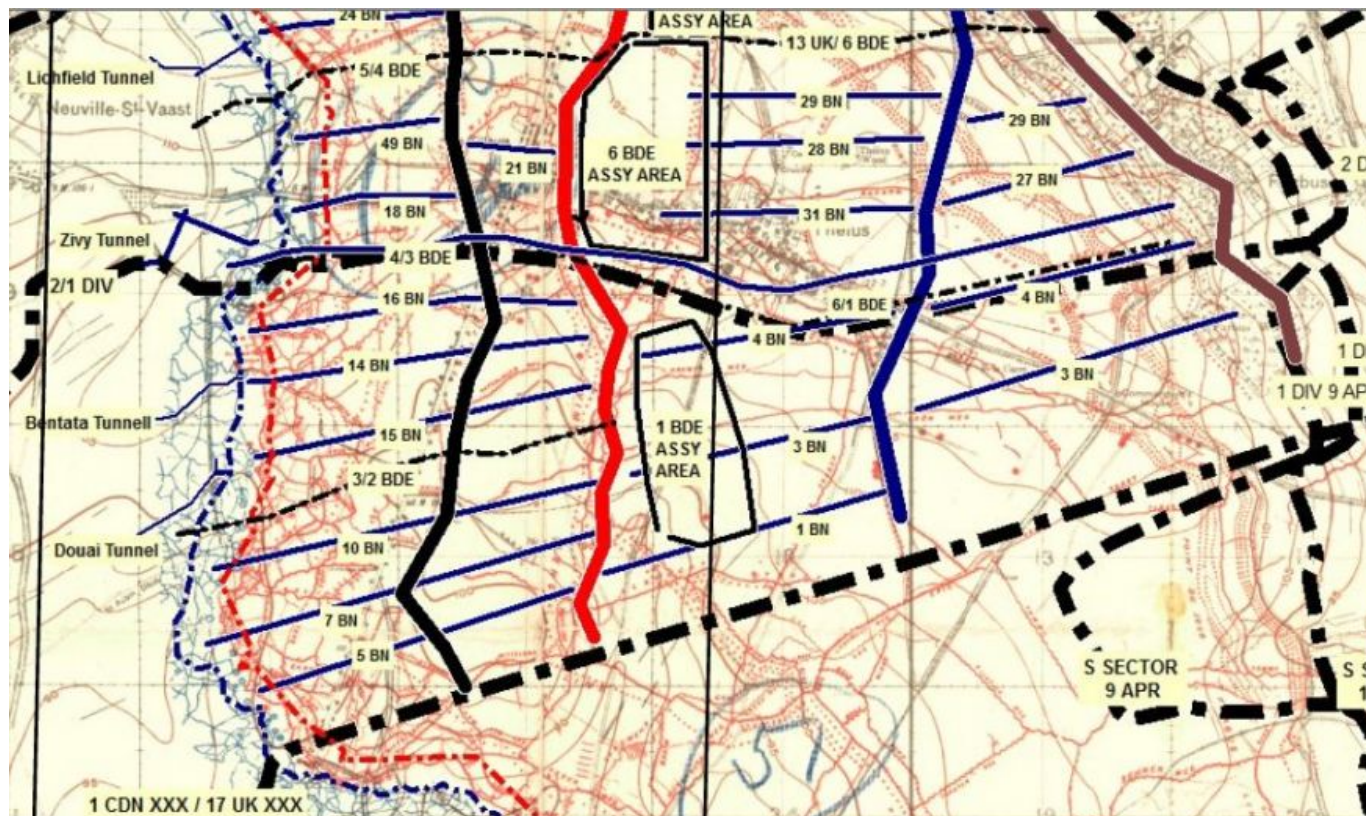 24 BN
ASSY AREA
13 UK/ 6 BDE
5/4 BDE
Lichfield Tunnel
Neuville-St-Vaast
29 BN
29 BN
49 BN
28 BN
21 BN
6 BDE
ASSY AREA
27 BN
2 D
18 BN
31 BN
Thelus
Zivy Tunnel
4/3 BDE
2/1 DIV
16 BN
6/1 BDE
4 BN
4 BN
14 BN
1 D
3 BN
1 DIV 9 AP
Bentata Tunnell
15 BN
1 BDE
ASSY
AREA
3 BN
3/2 BDE
1 BN
Douai Tunnel
10 BN
13
7 BN
5 BN
S SECTOR
9 APR
S S
57
1 CDN XXX / 17 UK XXX